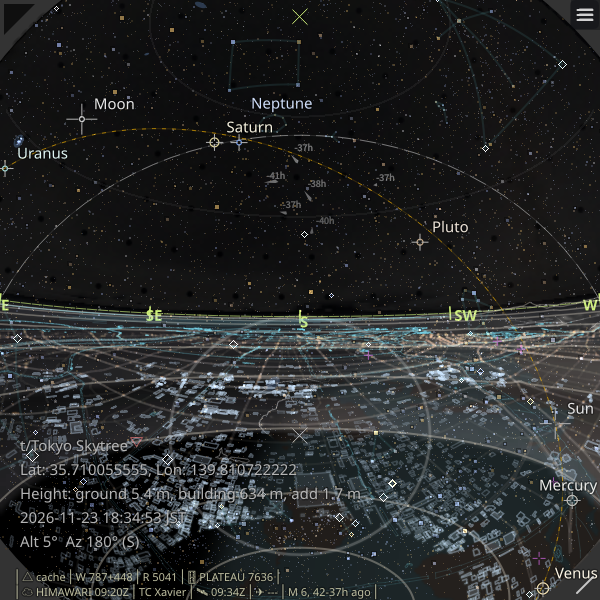 Moon
Neptune
Saturn
Uranus
-37h
-41h
-38h
-37h
-37h
-40h
Pluto
E
SE
S
SW
W
Sun
t/Tokyo Skytree
Lat: 35.710055555, Lon: 139.810722222
Height: ground 5.4 m, building 634 m, add 1.7 m
Mercury
2026-11-23 18:34:53 JST
Alt 5° Az 180° (S)
Venus
cache | W 787+448 | R 5041 | PLATEAU 7636 |
HIMAWARI 09:20Z | TC Xavier | 09:34Z | --- | M 6, 42-37h ago |